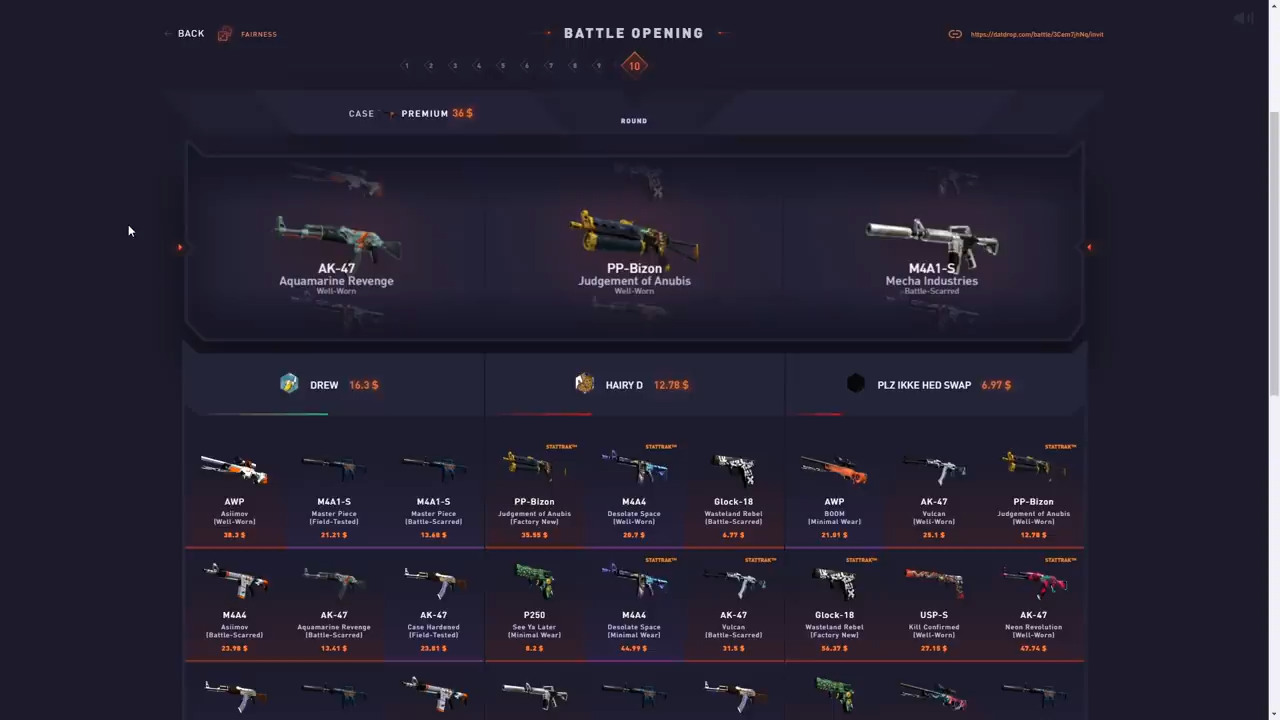 BACK
FAIRNESS
BATTLE OPENING
https://datdrop.com/battle/3Cem7jhNq/invit
1 2 3 4 5 6 7 8 9 10
CASE PREMIUM 36 $
ROUND
AK-47
Aquamarine Revenge
Well-Worn
PP-Bizon
Judgement of Anubis
Well-Worn
M4A1-S
Mecha Industries
Battle-Scarred
DREW 16.3 $
HAIRY D 12.78 $
PLZ IKKE HED SWAP 6.97 $
AWP
Asiimov
(Well-Worn)
38.3 $
M4A1-S
Master Piece
(Field-Tested)
21.21 $
M4A1-S
Master Piece
(Battle-Scarred)
13.68 $
STATTRAK™
PP-Bizon
Judgement of Anubis
(Factory New)
35.55 $
STATTRAK™
M4A4
Desolate Space
(Well-Worn)
20.7 $
Glock-18
Wasteland Rebel
(Battle-Scarred)
6.77 $
AWP
BOOM
(Minimal Wear)
21.01 $
AK-47
Vulcan
(Well-Worn)
25.1 $
STATTRAK™
PP-Bizon
Judgement of Anubis
(Well-Worn)
12.78 $
M4A4
Asiimov
(Battle-Scarred)
23.98 $
AK-47
Aquamarine Revenge
(Battle-Scarred)
13.41 $
AK-47
Case Hardened
(Field-Tested)
23.81 $
P250
See Ya Later
(Minimal Wear)
8.2 $
STATTRAK™
M4A4
Desolate Space
(Minimal Wear)
44.99 $
STATTRAK™
AK-47
Vulcan
(Battle-Scarred)
31.5 $
STATTRAK™
Glock-18
Wasteland Rebel
(Factory New)
56.37 $
USP-S
Kill Confirmed
(Well-Worn)
27.15 $
STATTRAK™
AK-47
Neon Revolution
(Well-Worn)
47.74 $